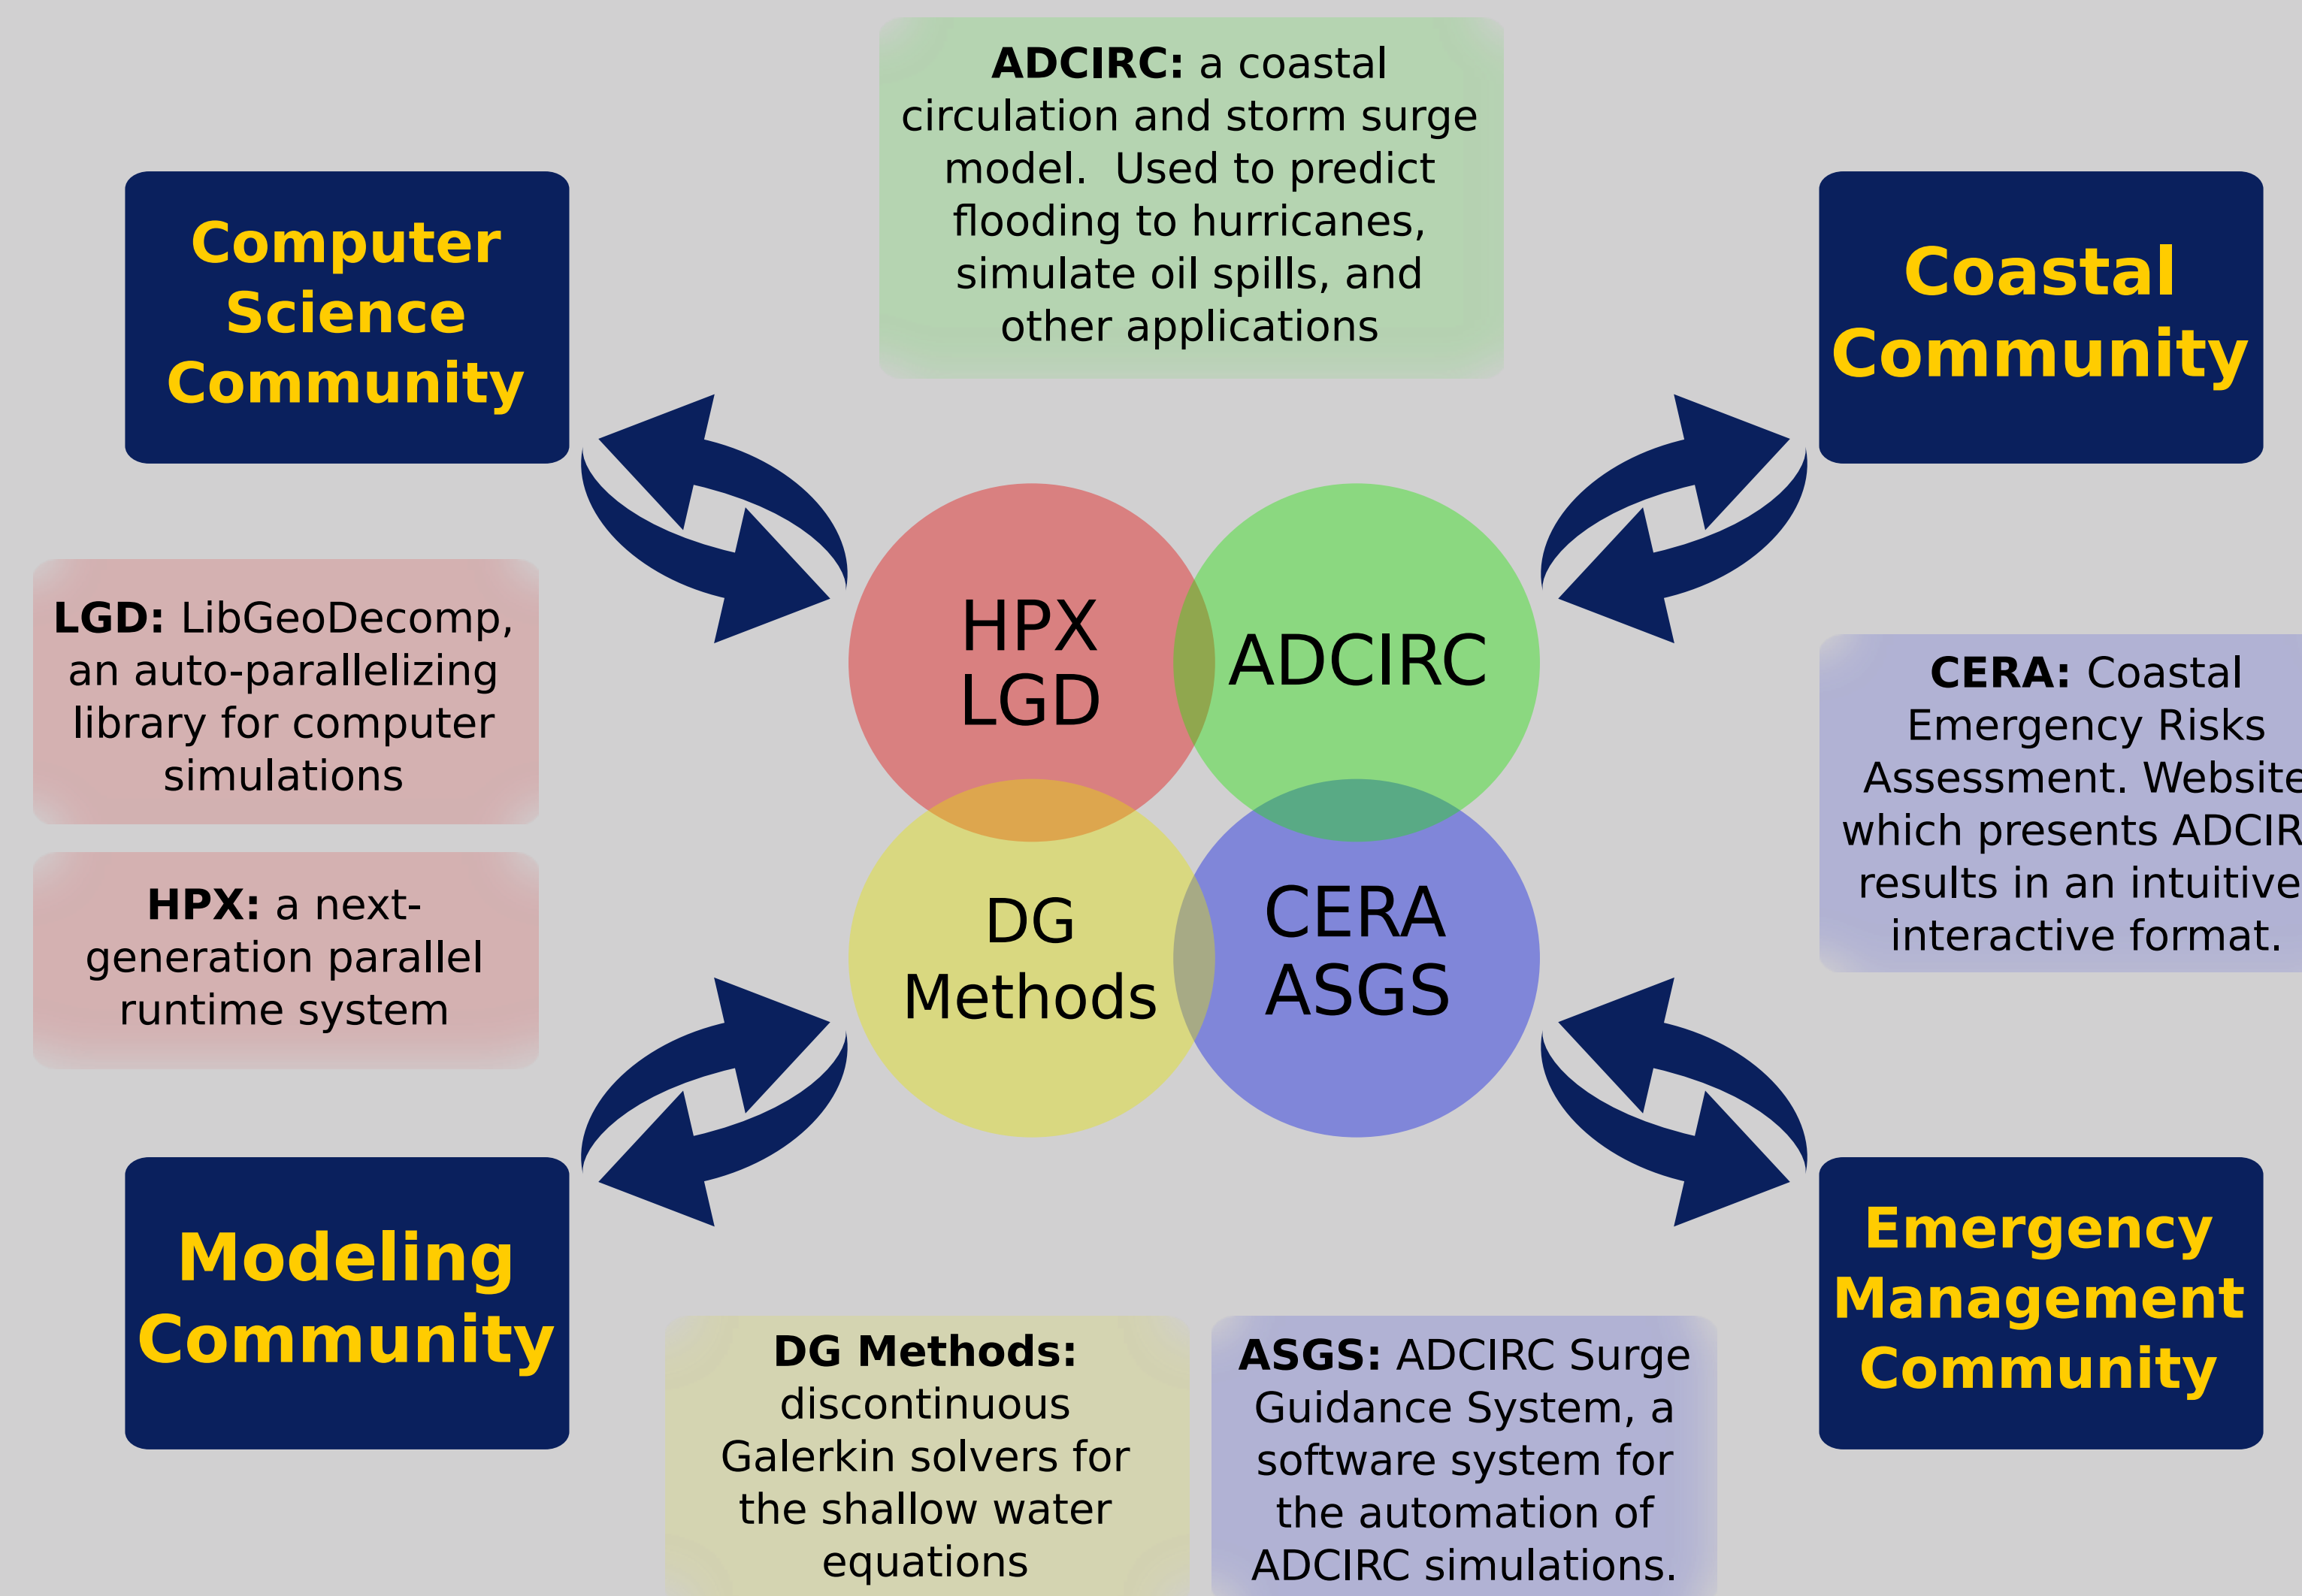 ADCIRC: a coastal
circulation and storm surge
model.  Used to predict
flooding to hurricanes,
simulate oil spills, and
other applications
Computer
Science
Community
Coastal
Community
LGD: LibGeoDecomp,
an auto-parallelizing
library for computer
simulations
HPX: a next-
generation parallel
runtime system
HPX
LGD
ADCIRC
DG
Methods
CERA
ASGS
CERA: Coastal
Emergency Risks
Assessment. Website
which presents ADCIR
results in an intuitive
interactive format.
Modeling
Community
DG Methods:
discontinuous
Galerkin solvers for
the shallow water
equations
ASGS: ADCIRC Surge
Guidance System, a
software system for
the automation of
ADCIRC simulations.
Emergency
Management
Community